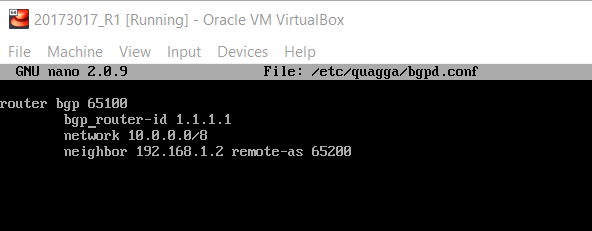 20173017_R1 [Running] - Oracle VM VirtualBox
File Machine View Input Devices Help
GNU nano 2.0.9 File: /etc/quagga/bgpd.conf
router bgp 65100
bgp_router-id 1.1.1.1
network 10.0.0.0/8
neighbor 192.168.1.2 remote-as 65200